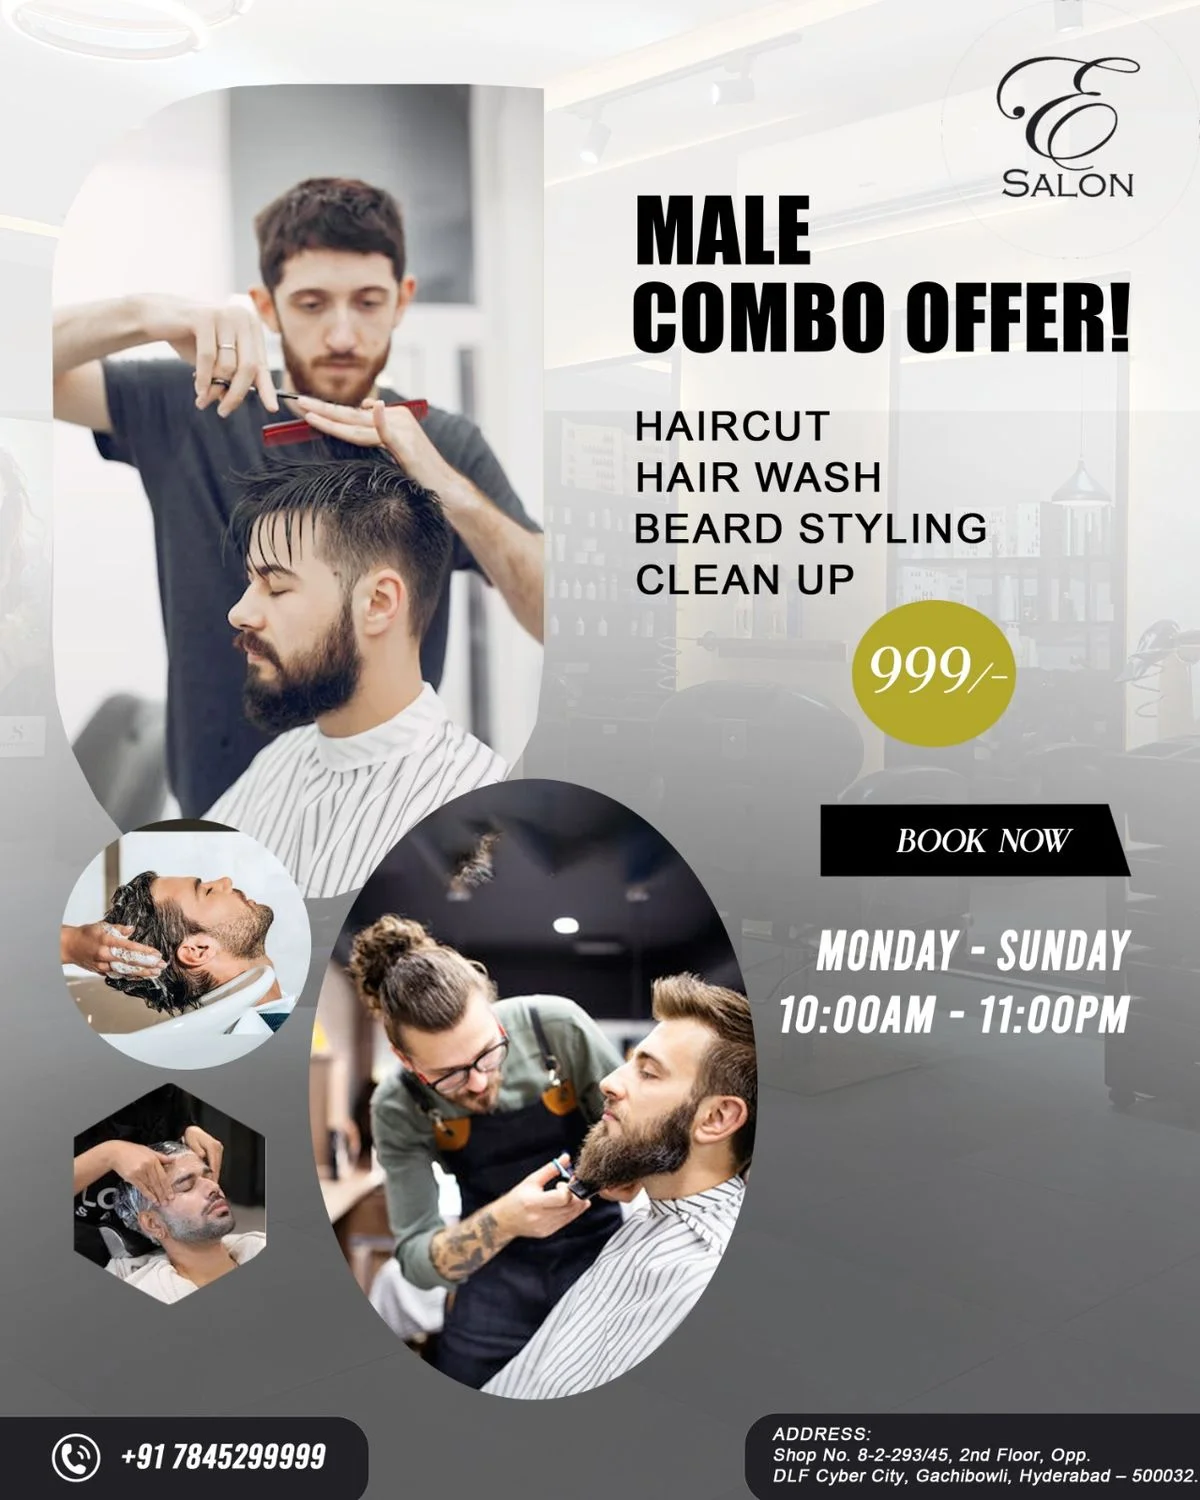 E
SALON
MALE
COMBO OFFER!
HAIRCUT
HAIR WASH
BEARD STYLING
CLEAN UP
999/-
BOOK NOW
MONDAY - SUNDAY
10:00AM - 11:00PM
+91 7845299999
ADDRESS:
Shop No. 8-2-293/45, 2nd Floor, Opp.
DLF Cyber City, Gachibowli, Hyderabad – 500032.